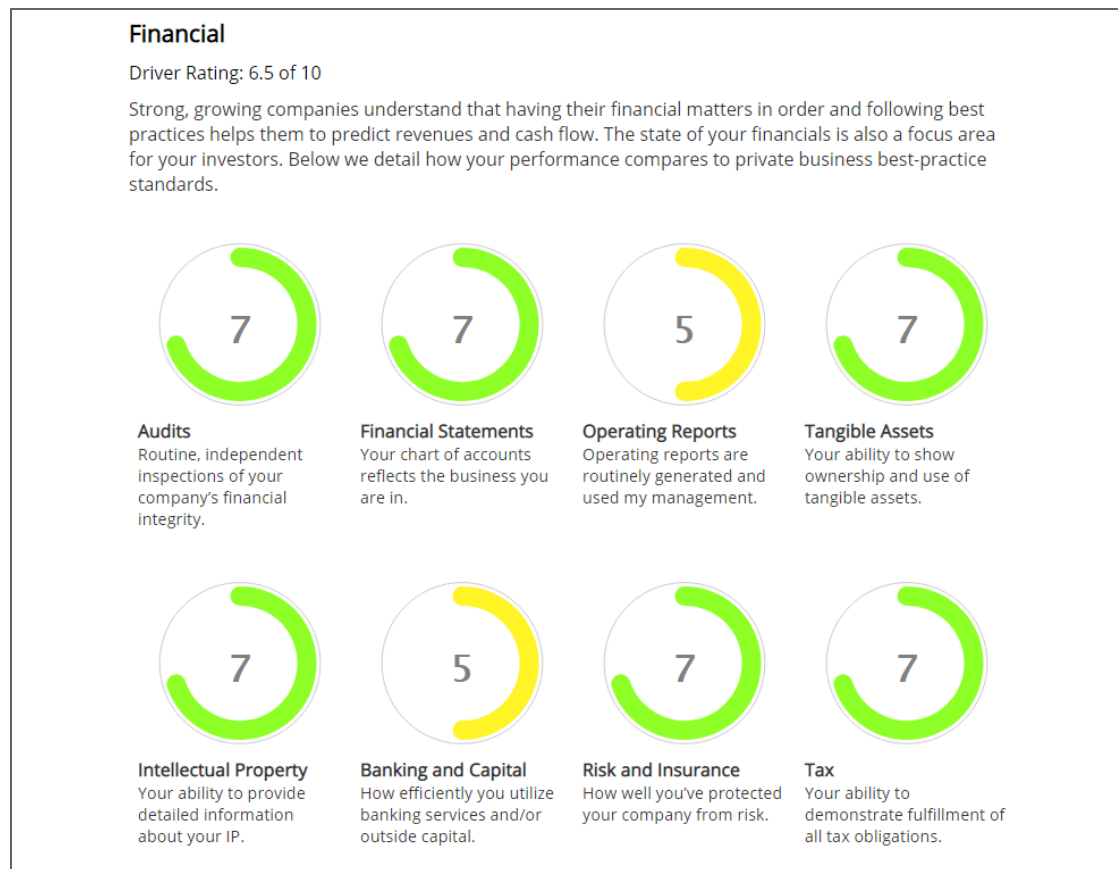 Financial
Driver Rating: 6.5 of 10
Strong, growing companies understand that having their financial matters in order and following best
practices helps them to predict revenues and cash flow. The state of your financials is also a focus area
for your investors. Below we detail how your performance compares to private business best-practice
standards.
7
7
5
7
Audits
Routine, independent
inspections of your
company’s financial
integrity.
Financial Statements
Your chart of accounts
reflects the business you
are in.
Operating Reports
Operating reports are
routinely generated and
used my management.
Tangible Assets
Your ability to show
ownership and use of
tangible assets.
7
5
7
7
Intellectual Property
Your ability to provide
detailed information
about your IP.
Banking and Capital
How efficiently you utilize
banking services and/or
outside capital.
Risk and Insurance
How well you’ve protected
your company from risk.
Tax
Your ability to
demonstrate fulfillment of
all tax obligations.